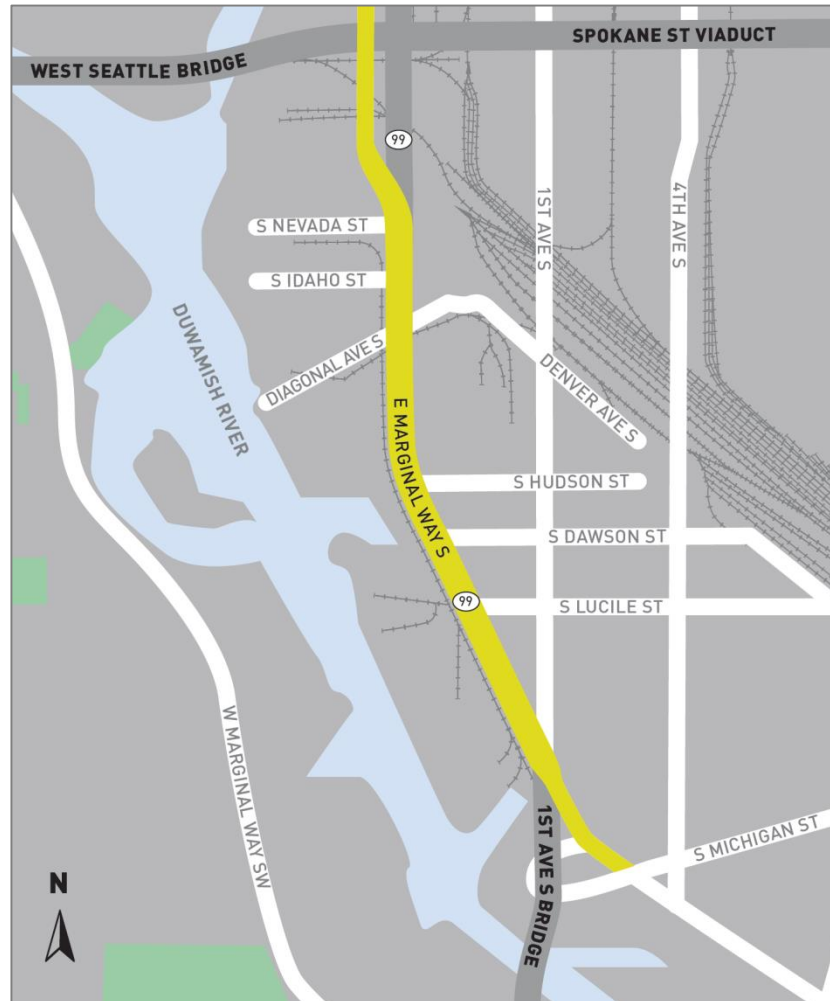 SPOKANE ST VIADUCT
WEST SEATTLE BRIDGE
99
S NEVADA ST
1ST AVE S
4TH AVE S
S IDAHO ST
DUWAMISH RIVER
DIAGONAL AVE S
DENVER AVE S
E MARGINAL WAY S
S HUDSON ST
S DAWSON ST
99
S LUCILE ST
W MARGINAL WAY SW
1ST AVE S BRIDGE
S MICHIGAN ST
N